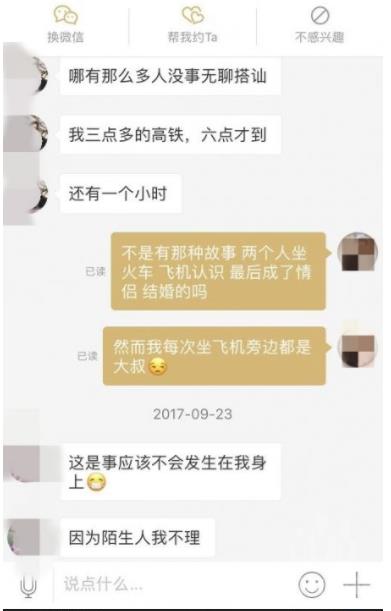 换微信
帮我约Ta
不感兴趣
哪有那么多人没事无聊搭讪
我三点多的高铁，六点才到
还有一个小时
不是有那种故事 两个人坐
火车 飞机认识 最后成了情
侣 结婚的吗
已读
然而我每次坐飞机旁边都是
大叔😒
已读
2017-09-23
这是事应该不会发生在我身
上😷
因为陌生人我不理
说点什么...